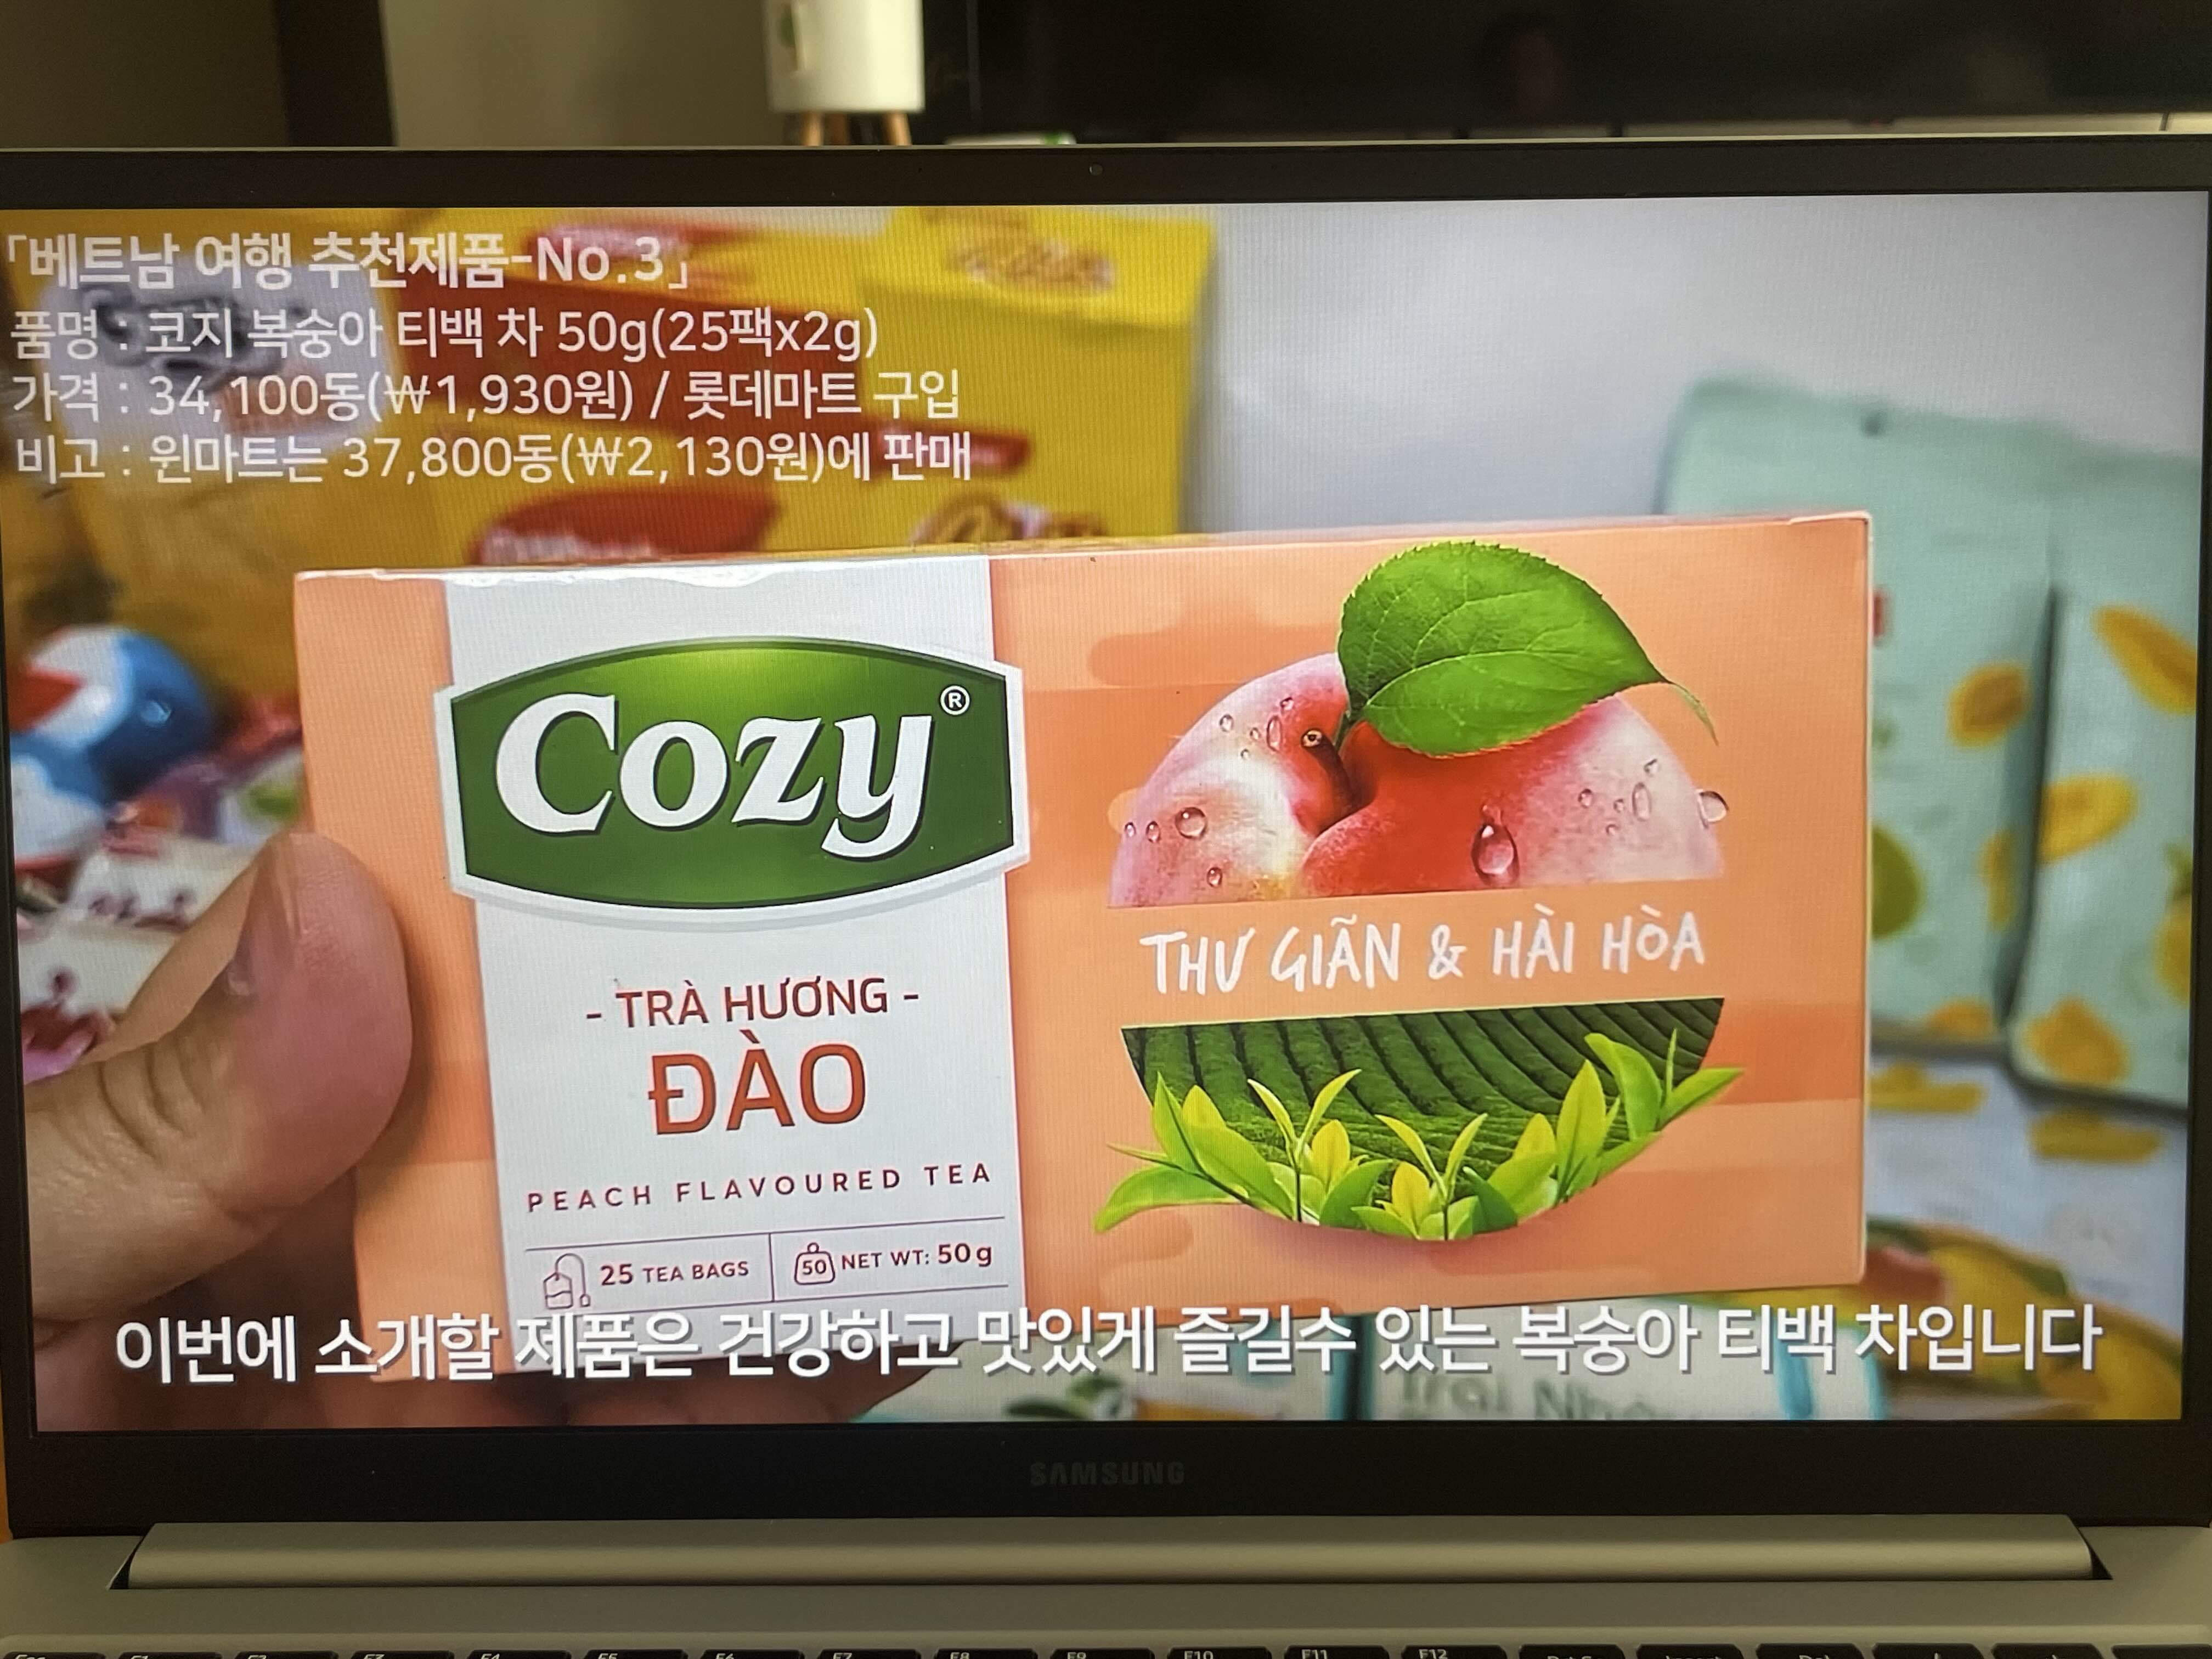 「베트남 여행 추천제품-No.3」
품명 : 코지 복숭아 티백 차 50g(25팩x2g)
가격 : 34,100동(₩1,930원) / 롯데마트 구입
비고 : 윈마트는 37,800동(₩2,130원)에 판매
Cozy®
- TRÀ HƯƠNG -
ĐÀO
PEACH FLAVOURED TEA
25 TEA BAGS
50 NET WT: 50g
THƯ GIÃN & HÀI HÒA
이번에 소개할 제품은 건강하고 맛있게 즐길수 있는 복숭아 티백 차입니다
SAMSUNG
F10 F11 F12